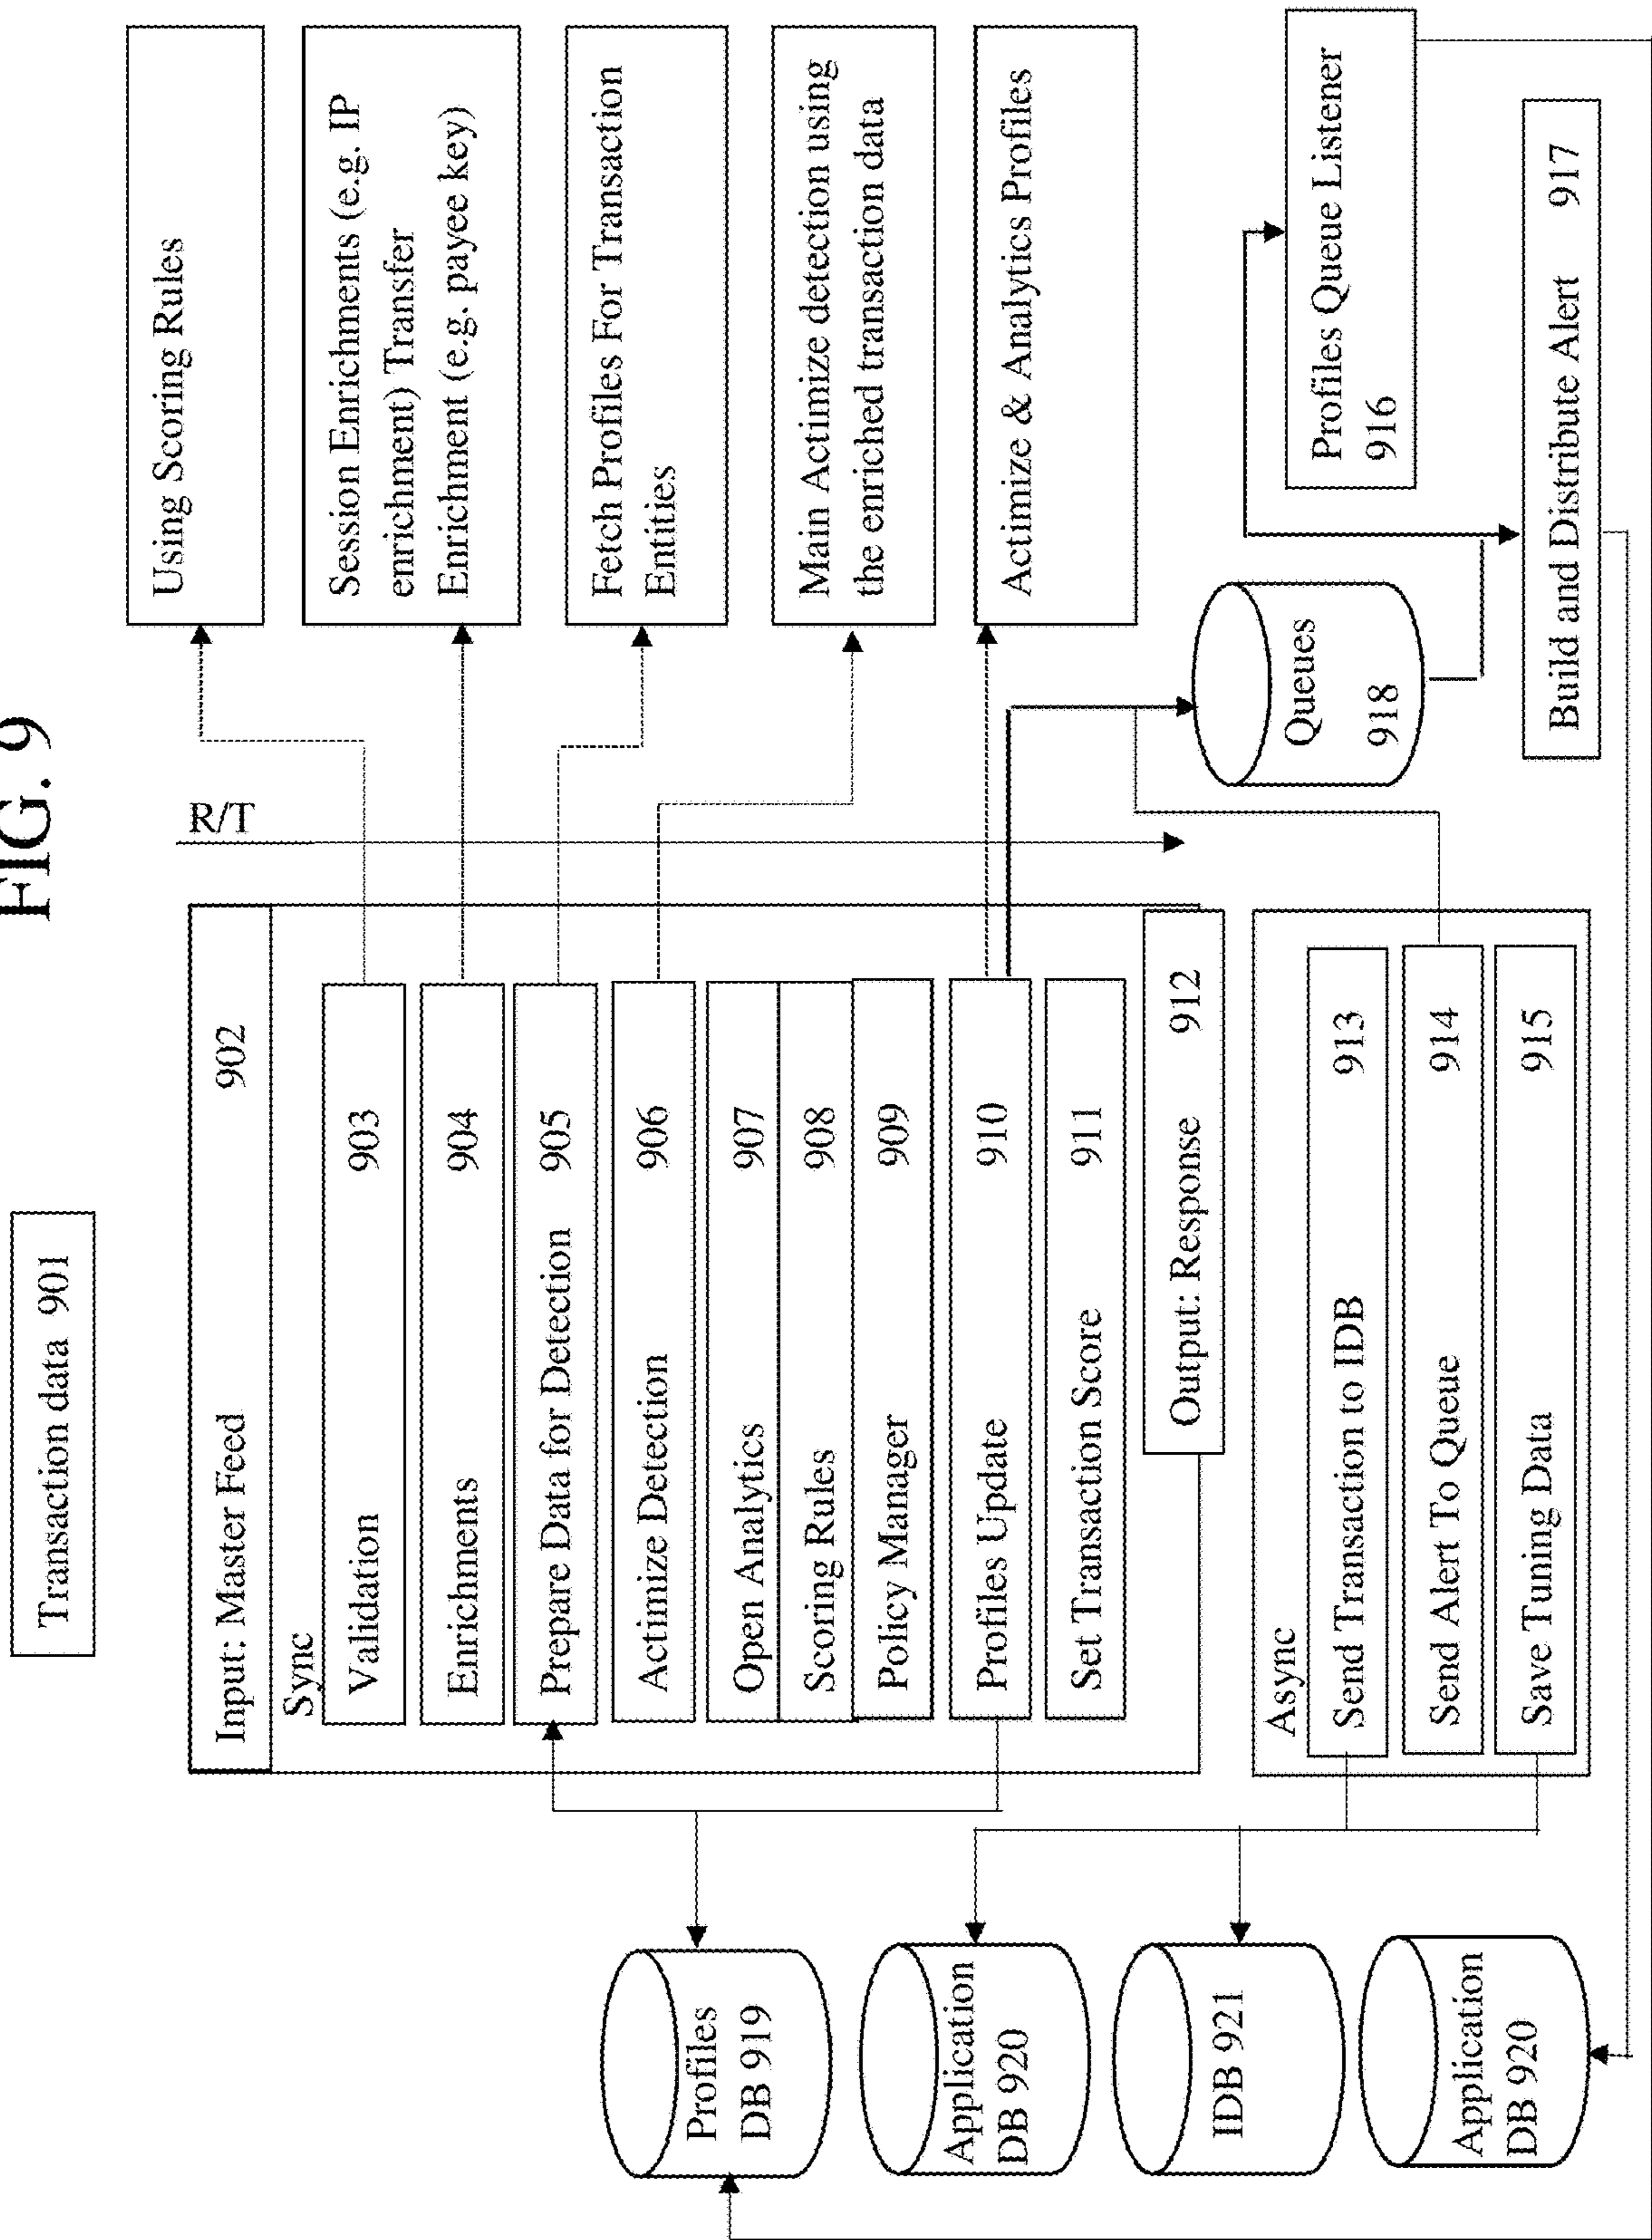 FIG. 9
Transaction data 901
Input: Master Feed 902
Sync
Validation 903
Enrichments 904
Prepare Data for Detection 905
Actimize Detection 906
Open Analytics 907
Scoring Rules 908
Policy Manager 909
Profiles Update 910
Set Transaction Score 911
Output: Response 912
Async
Send Transaction to IDB 913
Send Alert To Queue 914
Save Tuning Data 915
R/T
Using Scoring Rules
Session Enrichments (e.g. IP
enrichment) Transfer
Enrichment (e.g. payee key)
Fetch Profiles For Transaction
Entities
Main Actimize detection using
the enriched transaction data
Actimize & Analytics Profiles
Queues
918
Profiles Queue Listener
916
Build and Distribute Alert 917
Profiles
DB 919
Application
DB 920
IDB 921
Application
DB 920